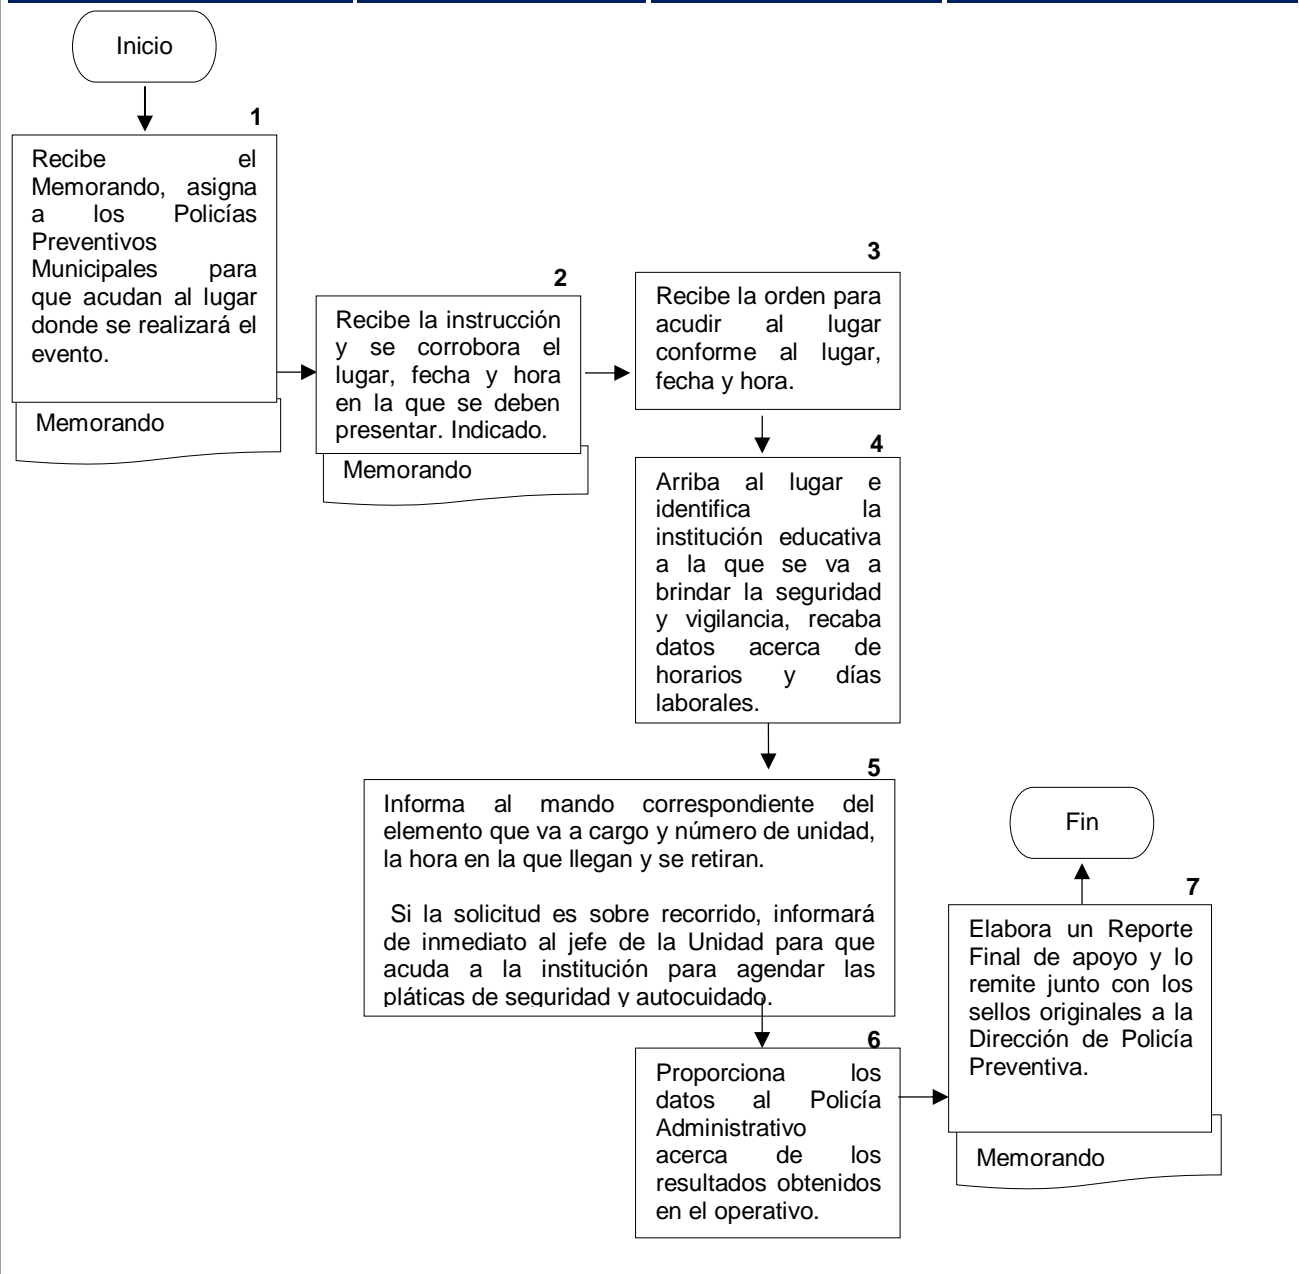 Inicio
1
Recibe el
Memorando, asigna
a los Policías
Preventivos
Municipales para
que acudan al lugar
donde se realizará el
evento.
Memorando
2
Recibe la instrucción
y se corrobora el
lugar, fecha y hora
en la que se deben
presentar. Indicado.
Memorando
3
Recibe la orden para
acudir al lugar
conforme al lugar,
fecha y hora.
4
Arriba al lugar e
identifica la
institución educativa
a la que se va a
brindar la seguridad
y vigilancia, recaba
datos acerca de
horarios y días
laborales.
5
Informa al mando correspondiente del
elemento que va a cargo y número de unidad,
la hora en la que llegan y se retiran.
Si la solicitud es sobre recorrido, informará
de inmediato al jefe de la Unidad para que
acuda a la institución para agendar las
pláticas de seguridad y autocuidado.
6
Proporciona los
datos al Policía
Administrativo
acerca de los
resultados obtenidos
en el operativo.
7
Elabora un Reporte
Final de apoyo y lo
remite junto con los
sellos originales a la
Dirección de Policía
Preventiva.
Memorando
Fin